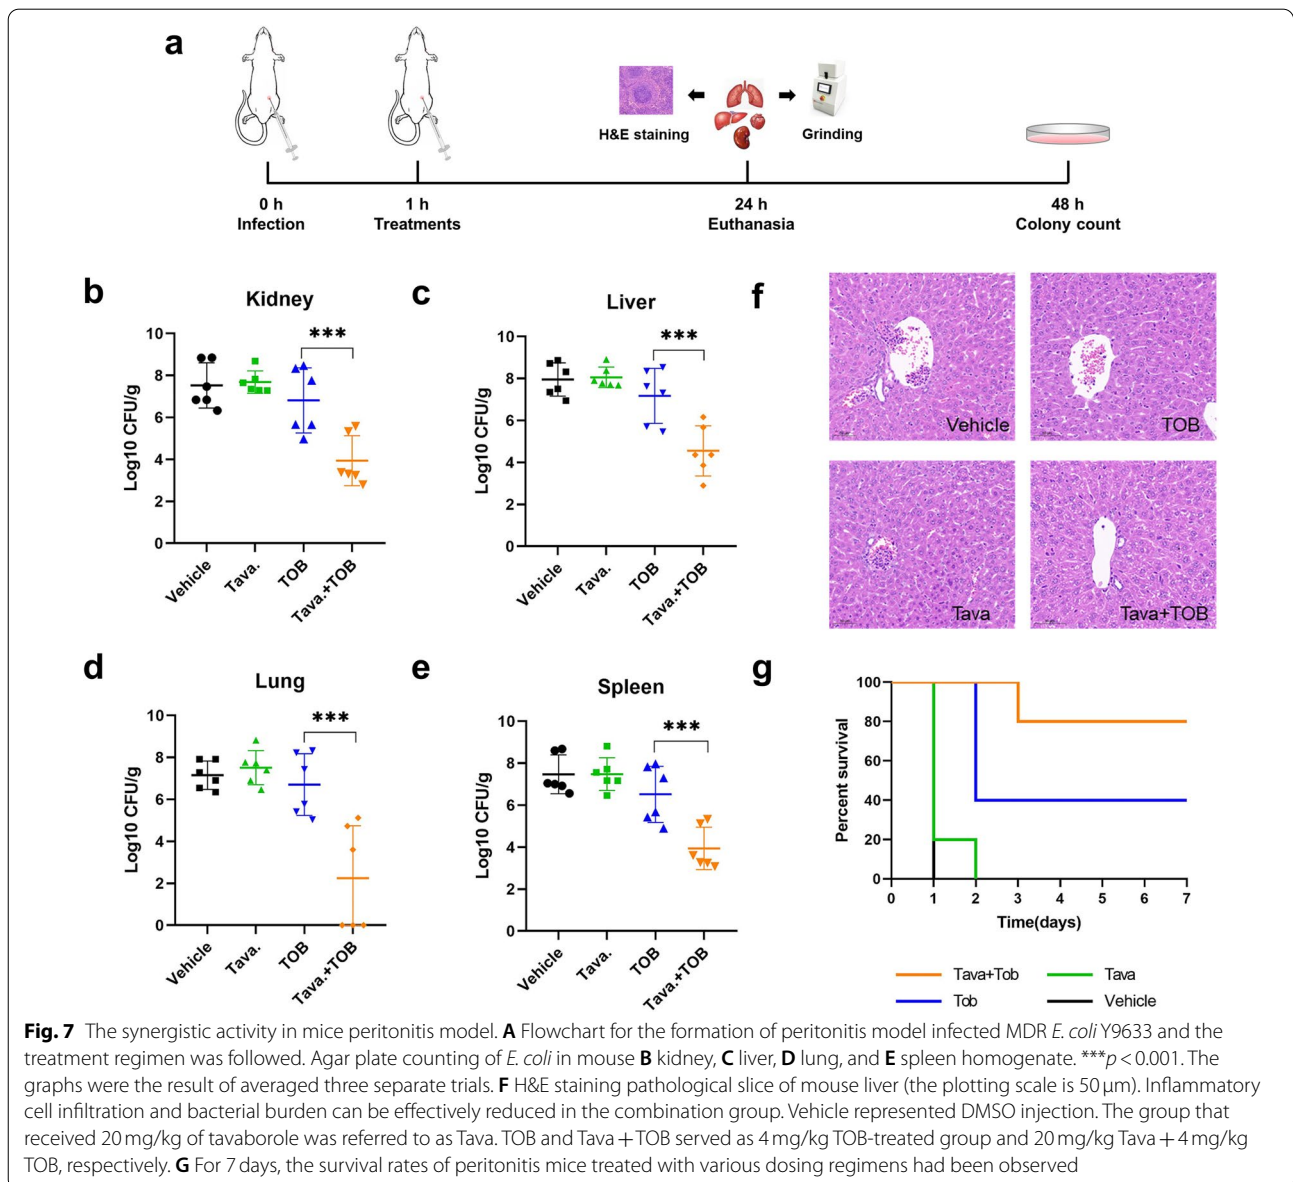 a
H&E staining
Grinding
0 h
Infection
1 h
Treatments
24 h
Euthanasia
48 h
Colony count
b
Kidney
***
Log10 CFU/g
10
8
6
4
2
0
Vehicle
Tava.
TOB
Tava.+TOB
c
Liver
***
Log10 CFU/g
10
8
6
4
2
0
Vehicle
Tava.
TOB
Tava.+TOB
f
Vehicle
TOB
Tava
Tava+TOB
d
Lung
***
Log10 CFU/g
10
8
6
4
2
0
Vehicle
Tava.
TOB
Tava.+TOB
e
Spleen
***
Log10 CFU/g
10
8
6
4
2
0
Vehicle
Tava.
TOB
Tava.+TOB
g
Percent survival
100
80
60
40
20
0
0 1 2 3 4 5 6 7
Time(days)
Tava+Tob
Tava
Tob
Vehicle
Fig. 7 The synergistic activity in mice peritonitis model. A Flowchart for the formation of peritonitis model infected MDR E. coli Y9633 and the
treatment regimen was followed. Agar plate counting of E. coli in mouse B kidney, C liver, D lung, and E spleen homogenate. ***p < 0.001. The
graphs were the result of averaged three separate trials. F H&E staining pathological slice of mouse liver (the plotting scale is 50 μm). Inflammatory
cell infiltration and bacterial burden can be effectively reduced in the combination group. Vehicle represented DMSO injection. The group that
received 20 mg/kg of tavaborole was referred to as Tava. TOB and Tava + TOB served as 4 mg/kg TOB-treated group and 20 mg/kg Tava + 4 mg/kg
TOB, respectively. G For 7 days, the survival rates of peritonitis mice treated with various dosing regimens had been observed